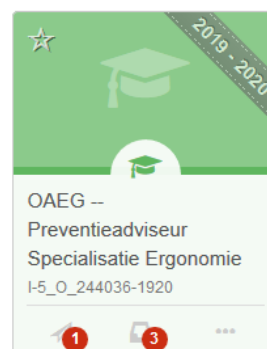 2019 - 2020
OAEG --
Preventieadviseur
Specialisatie Ergonomie
I-5_O_244036-1920
1
3